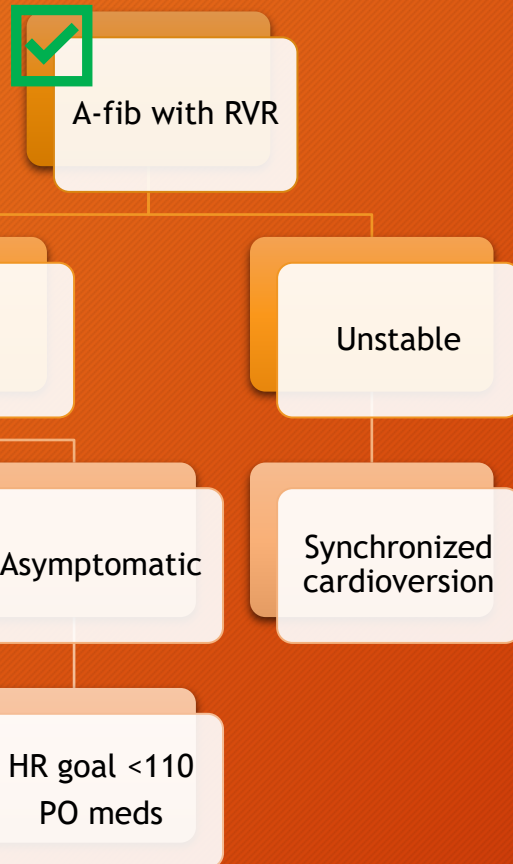 A-fib with RVR
Unstable
Asymptomatic
Synchronized
cardioversion
HR goal <110
PO meds